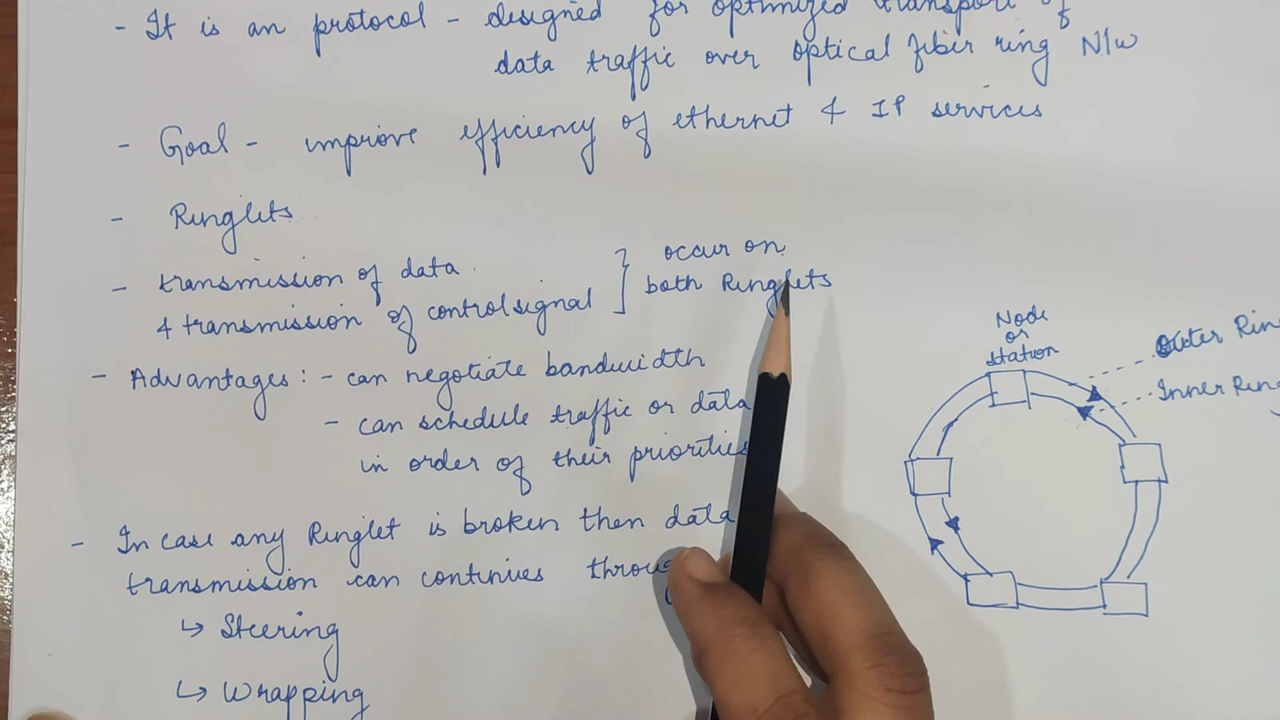 - It is an protocol - designed for optimized transport of
data traffic over optical fiber ring N/w
- Goal - improve efficiency of ethernet & IP services
- Ringlets
- transmission of data
& transmission of control signal } occur on both Ringlets
- Advantages : - can negotiate bandwidth
- can schedule traffic or data
in order of their priorities
- In case any Ringlet is broken then data
transmission can continues
↳ Steering
↳ Wrapping
Node
or
station
Outer Rin
Inner Rin